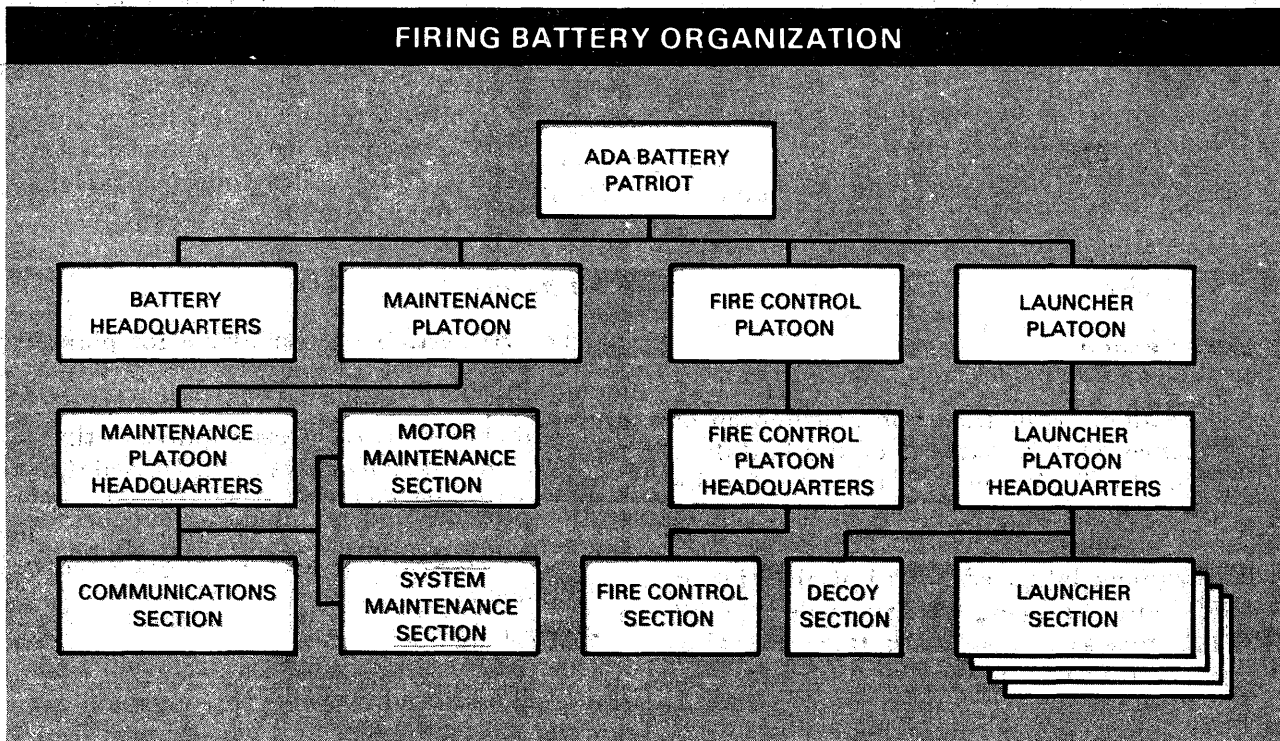 FIRING BATTERY ORGANIZATION
ADA BATTERY
PATRIOT
BATTERY
HEADQUARTERS
MAINTENANCE
PLATOON
FIRE CONTROL
PLATOON
LAUNCHER
PLATOON
MAINTENANCE
PLATOON
HEADQUARTERS
MOTOR
MAINTENANCE
SECTION
FIRE CONTROL
PLATOON
HEADQUARTERS
LAUNCHER
PLATOON
HEADQUARTERS
COMMUNICATIONS
SECTION
SYSTEM
MAINTENANCE
SECTION
FIRE CONTROL
SECTION
DECOY
SECTION
LAUNCHER
SECTION